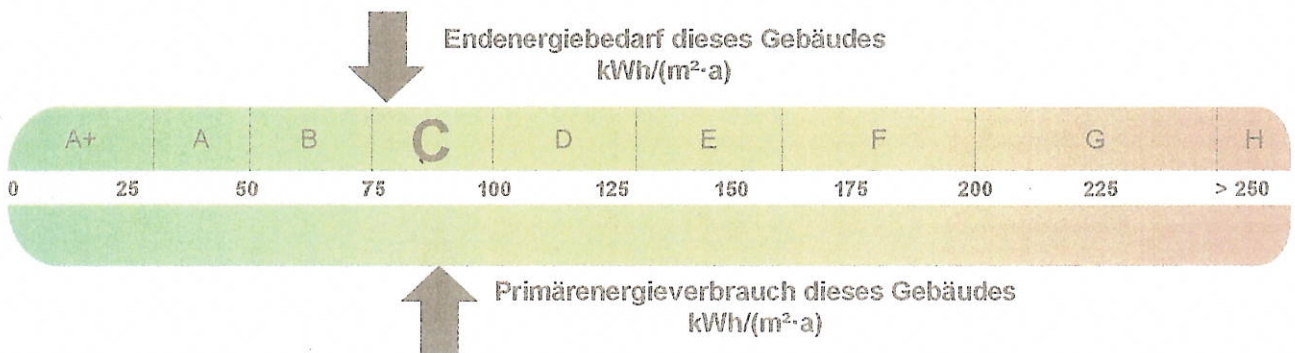 Endenergiebedarf dieses Gebäudes
kWh/(m²·a)
A+ A B C D E F G H
0 25 50 75 100 125 150 175 200 225 > 250
Primärenergieverbrauch dieses Gebäudes
kWh/(m²·a)